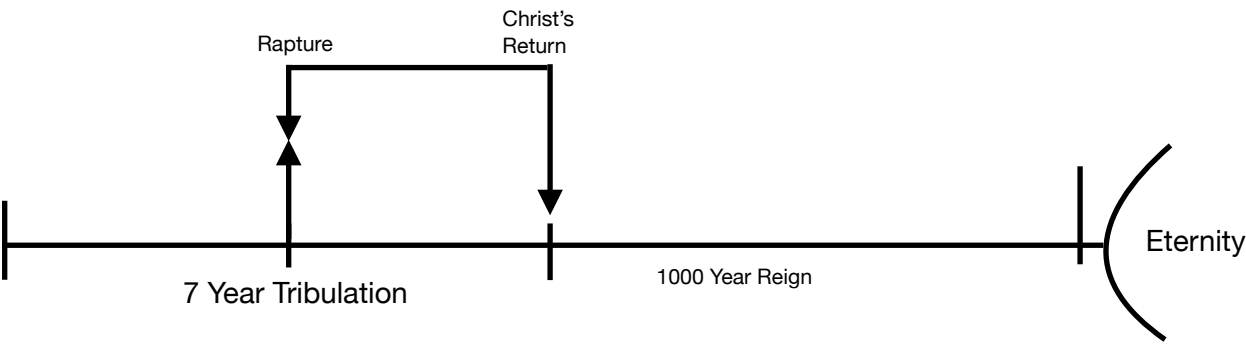 Christ's
Return
Rapture
Eternity
7 Year Tribulation
1000 Year Reign